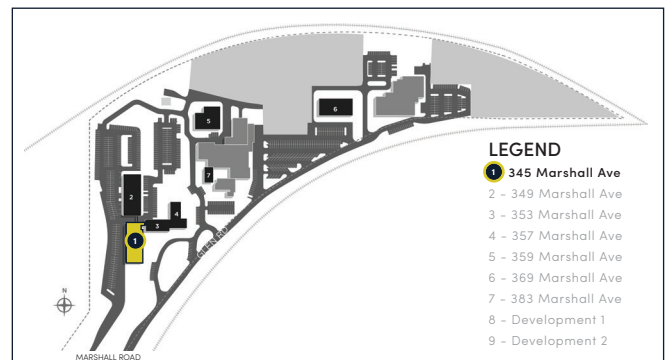 5
6
7
2
4
3
1
GLEN RD
N
MARSHALL ROAD
LEGEND
1 345 Marshall Ave
2 - 349 Marshall Ave
3 - 353 Marshall Ave
4 - 357 Marshall Ave
5 - 359 Marshall Ave
6 - 369 Marshall Ave
7 - 383 Marshall Ave
8 - Development 1
9 - Development 2